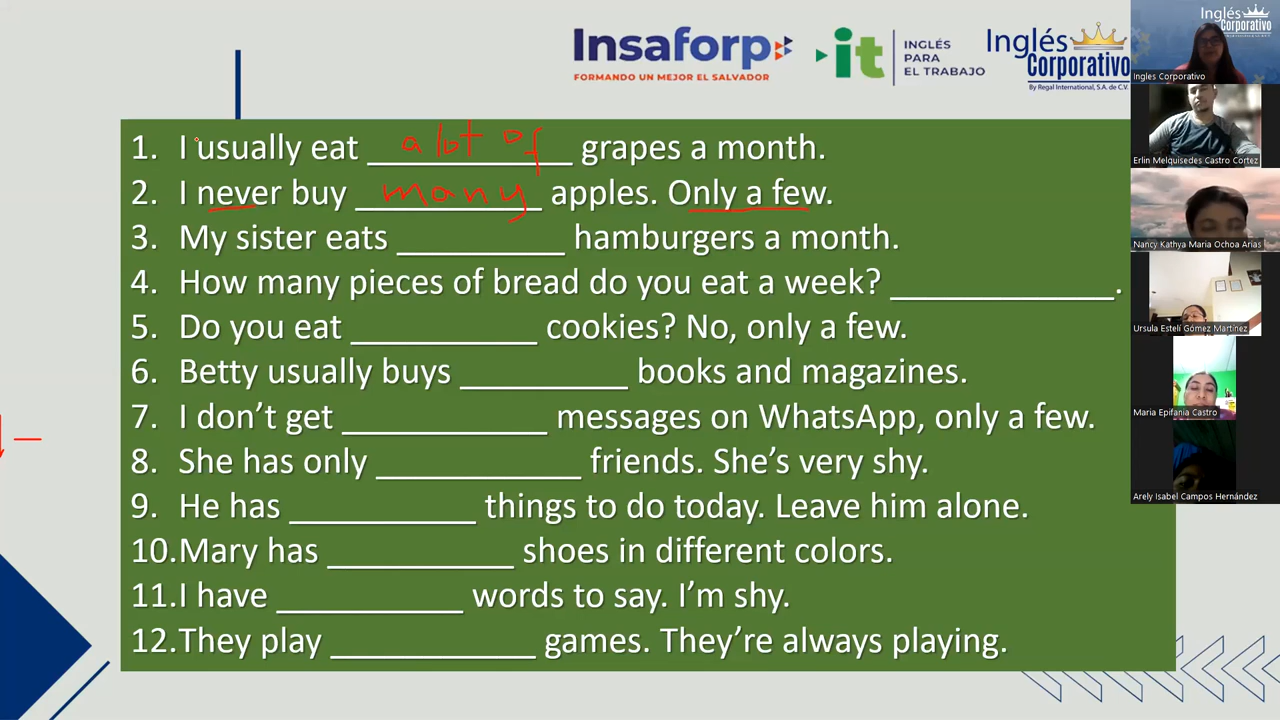 Insaforp
FORMANDO UN MEJOR EL SALVADOR
it
INGLÉS
PARA
EL TRABAJO
Inglés
Corporativo
By Regal International, S.A. de C.V.
Inglés
Corporativo
Ingles Corporativo
Erlin Melquisedes Castro Cortez
Nancy Kathya Maria Ochoa Arias
Ursula Estelí Gómez Martínez
Maria Epifania Castro
Arely Isabel Campos Hernández
1. I usually eat a lot of grapes a month.
2. I never buy many apples. Only a few.
3. My sister eats __________ hamburgers a month.
4. How many pieces of bread do you eat a week? _____________.
5. Do you eat ___________ cookies? No, only a few.
6. Betty usually buys __________ books and magazines.
7. I don't get ____________ messages on WhatsApp, only a few.
8. She has only ____________ friends. She's very shy.
9. He has ___________ things to do today. Leave him alone.
10. Mary has ___________ shoes in different colors.
11. I have ___________ words to say. I'm shy.
12. They play ____________ games. They're always playing.